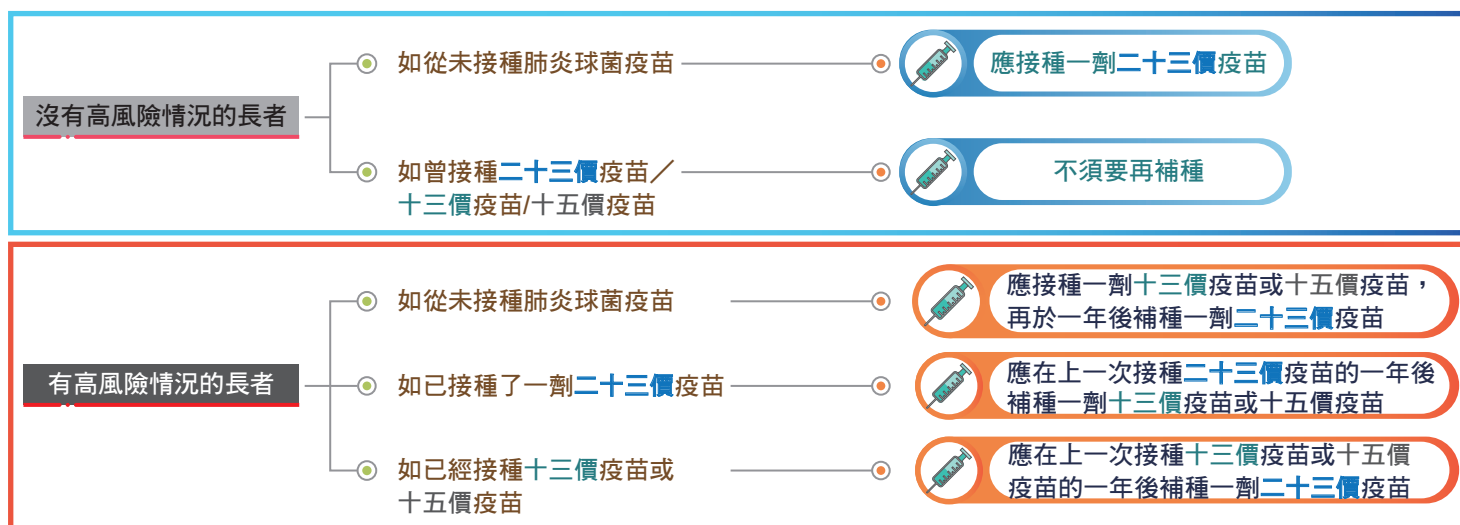 沒有高風險情況的長者
如從未接種肺炎球菌疫苗
應接種一劑二十三價疫苗
如曾接種二十三價疫苗／
十三價疫苗/十五價疫苗
不須要再補種
有高風險情況的長者
如從未接種肺炎球菌疫苗
應接種一劑十三價疫苗或十五價疫苗，
再於一年後補種一劑二十三價疫苗
如已接種了一劑二十三價疫苗
應在上一次接種二十三價疫苗的一年後
補種一劑十三價疫苗或十五價疫苗
如已經接種十三價疫苗或
十五價疫苗
應在上一次接種十三價疫苗或十五價
疫苗的一年後補種一劑二十三價疫苗